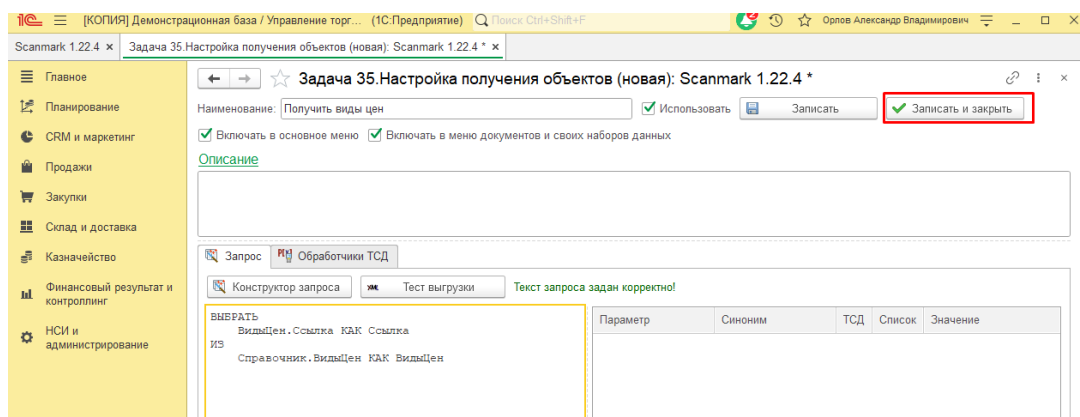 [КОПИЯ] Демонстрационная база / Управление торг... (1С:Предприятие) Поиск Ctrl+Shift+F Орлов Александр Владимирович
Scanmark 1.22.4 × Задача 35.Настройка получения объектов (новая): Scanmark 1.22.4 * ×
Главное
Планирование
CRM и маркетинг
Продажи
Закупки
Склад и доставка
Казначейство
Финансовый результат и
контроллинг
НСИ и
администрирование
Задача 35.Настройка получения объектов (новая): Scanmark 1.22.4 *
Наименование: Получить виды цен Использовать Записать Записать и закрыть
Включать в основное меню Включать в меню документов и своих наборов данных
Описание
Запрос Обработчики ТСД
Конструктор запроса XML Тест выгрузки Текст запроса задан корректно!
ВЫБРАТЬ
ВидыЦен.Ссылка КАК Ссылка
ИЗ
Справочник.ВидыЦен КАК ВидыЦен
Параметр Синоним ТСД Список Значение